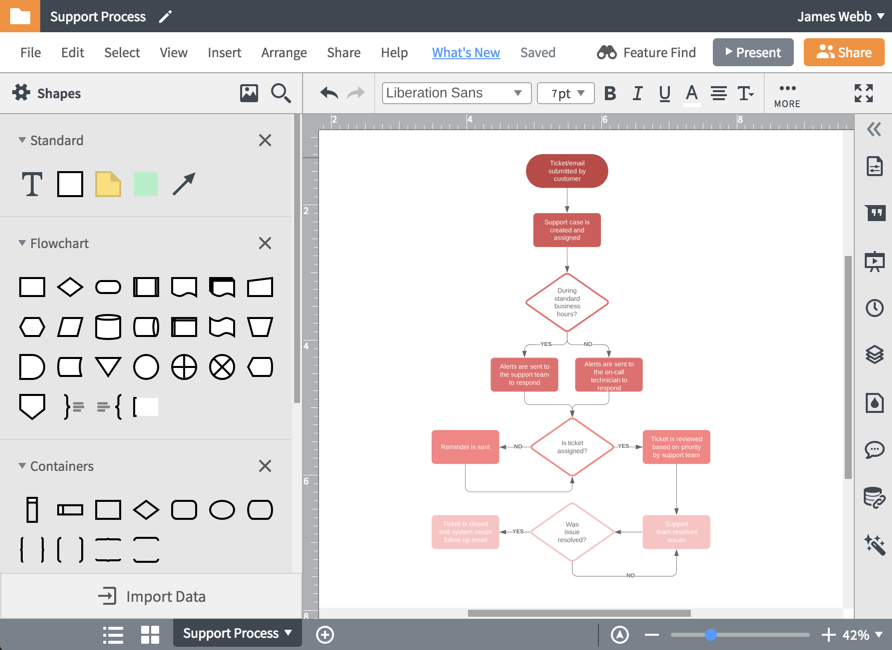 Support Process
James Webb
File Edit Select View Insert Arrange Share Help What's New Saved
Feature Find
Present
Share
Shapes
Liberation Sans
7pt
B I U A T
MORE
Standard
T
Flowchart
Containers
Import Data
2 4 6 8
2
4
6
8
Ticket/email
submitted by
customer
Support case is
created and
assigned
During
standard
business
hours?
YES
NO
Alerts are sent to
the support team
to respond
Alerts are sent to
the on-call
technician to
respond
Reminder is sent
NO
Is ticket
assigned?
YES
Ticket is reviewed
based on priority
by support team
Ticket is closed
and system sends
follow up email
YES
Was
issue
resolved?
Support
team resolves
issues
NO
Support Process
42%